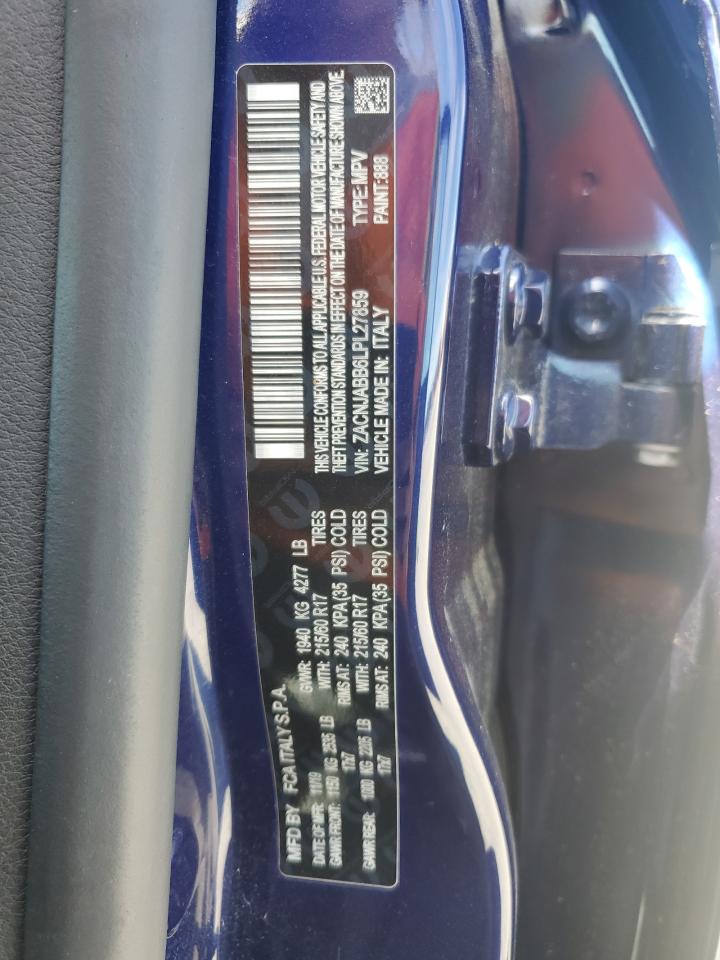 MFD BY FCA ITALY S.P.A.
DATE OF MFR: 11/19 GVWR: 1940 KG 4277 LB
GAWR FRONT: 1150 KG 2535 LB WITH: 215/60 R17 TIRES
17x7 RIMS AT: 240 KPA(35 PSI) COLD
GAWR REAR: 1000 KG 2205 LB WITH: 215/60 R17 TIRES
17x7 RIMS AT: 240 KPA(35 PSI) COLD
THIS VEHICLE CONFORMS TO ALL APPLICABLE U.S. FEDERAL MOTOR VEHICLE SAFETY AND
THEFT PREVENTION STANDARDS IN EFFECT ON THE DATE OF MANUFACTURE SHOWN ABOVE.
VIN: ZACNJABB6LPL27859 TYPE: MPV
VEHICLE MADE IN: ITALY PAINT:888